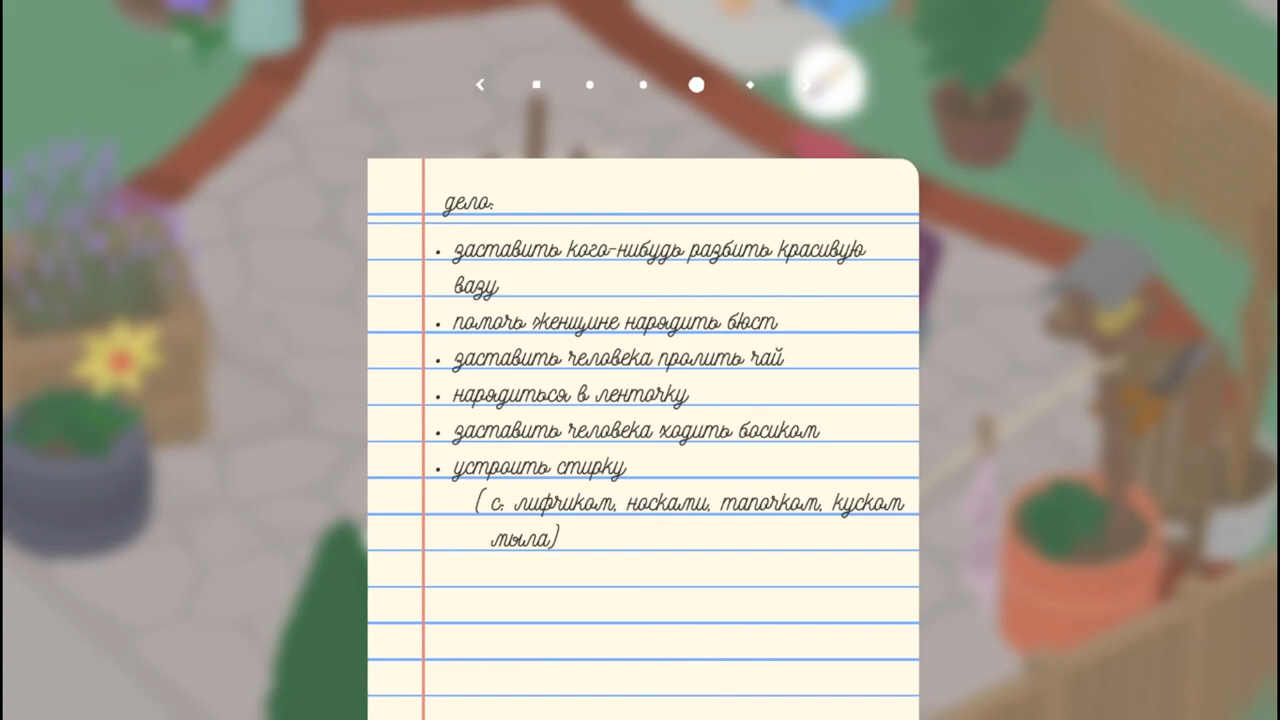 дело:
• заставить кого-нибудь разбить красивую
вазу
• помочь женщине нарядить бюст
• заставить человека пролить чай
• нарядиться в ленточку
• заставить человека ходить босиком
• устроить стирку
( с: лифчиком, носками, тапочком, куском
мыла)